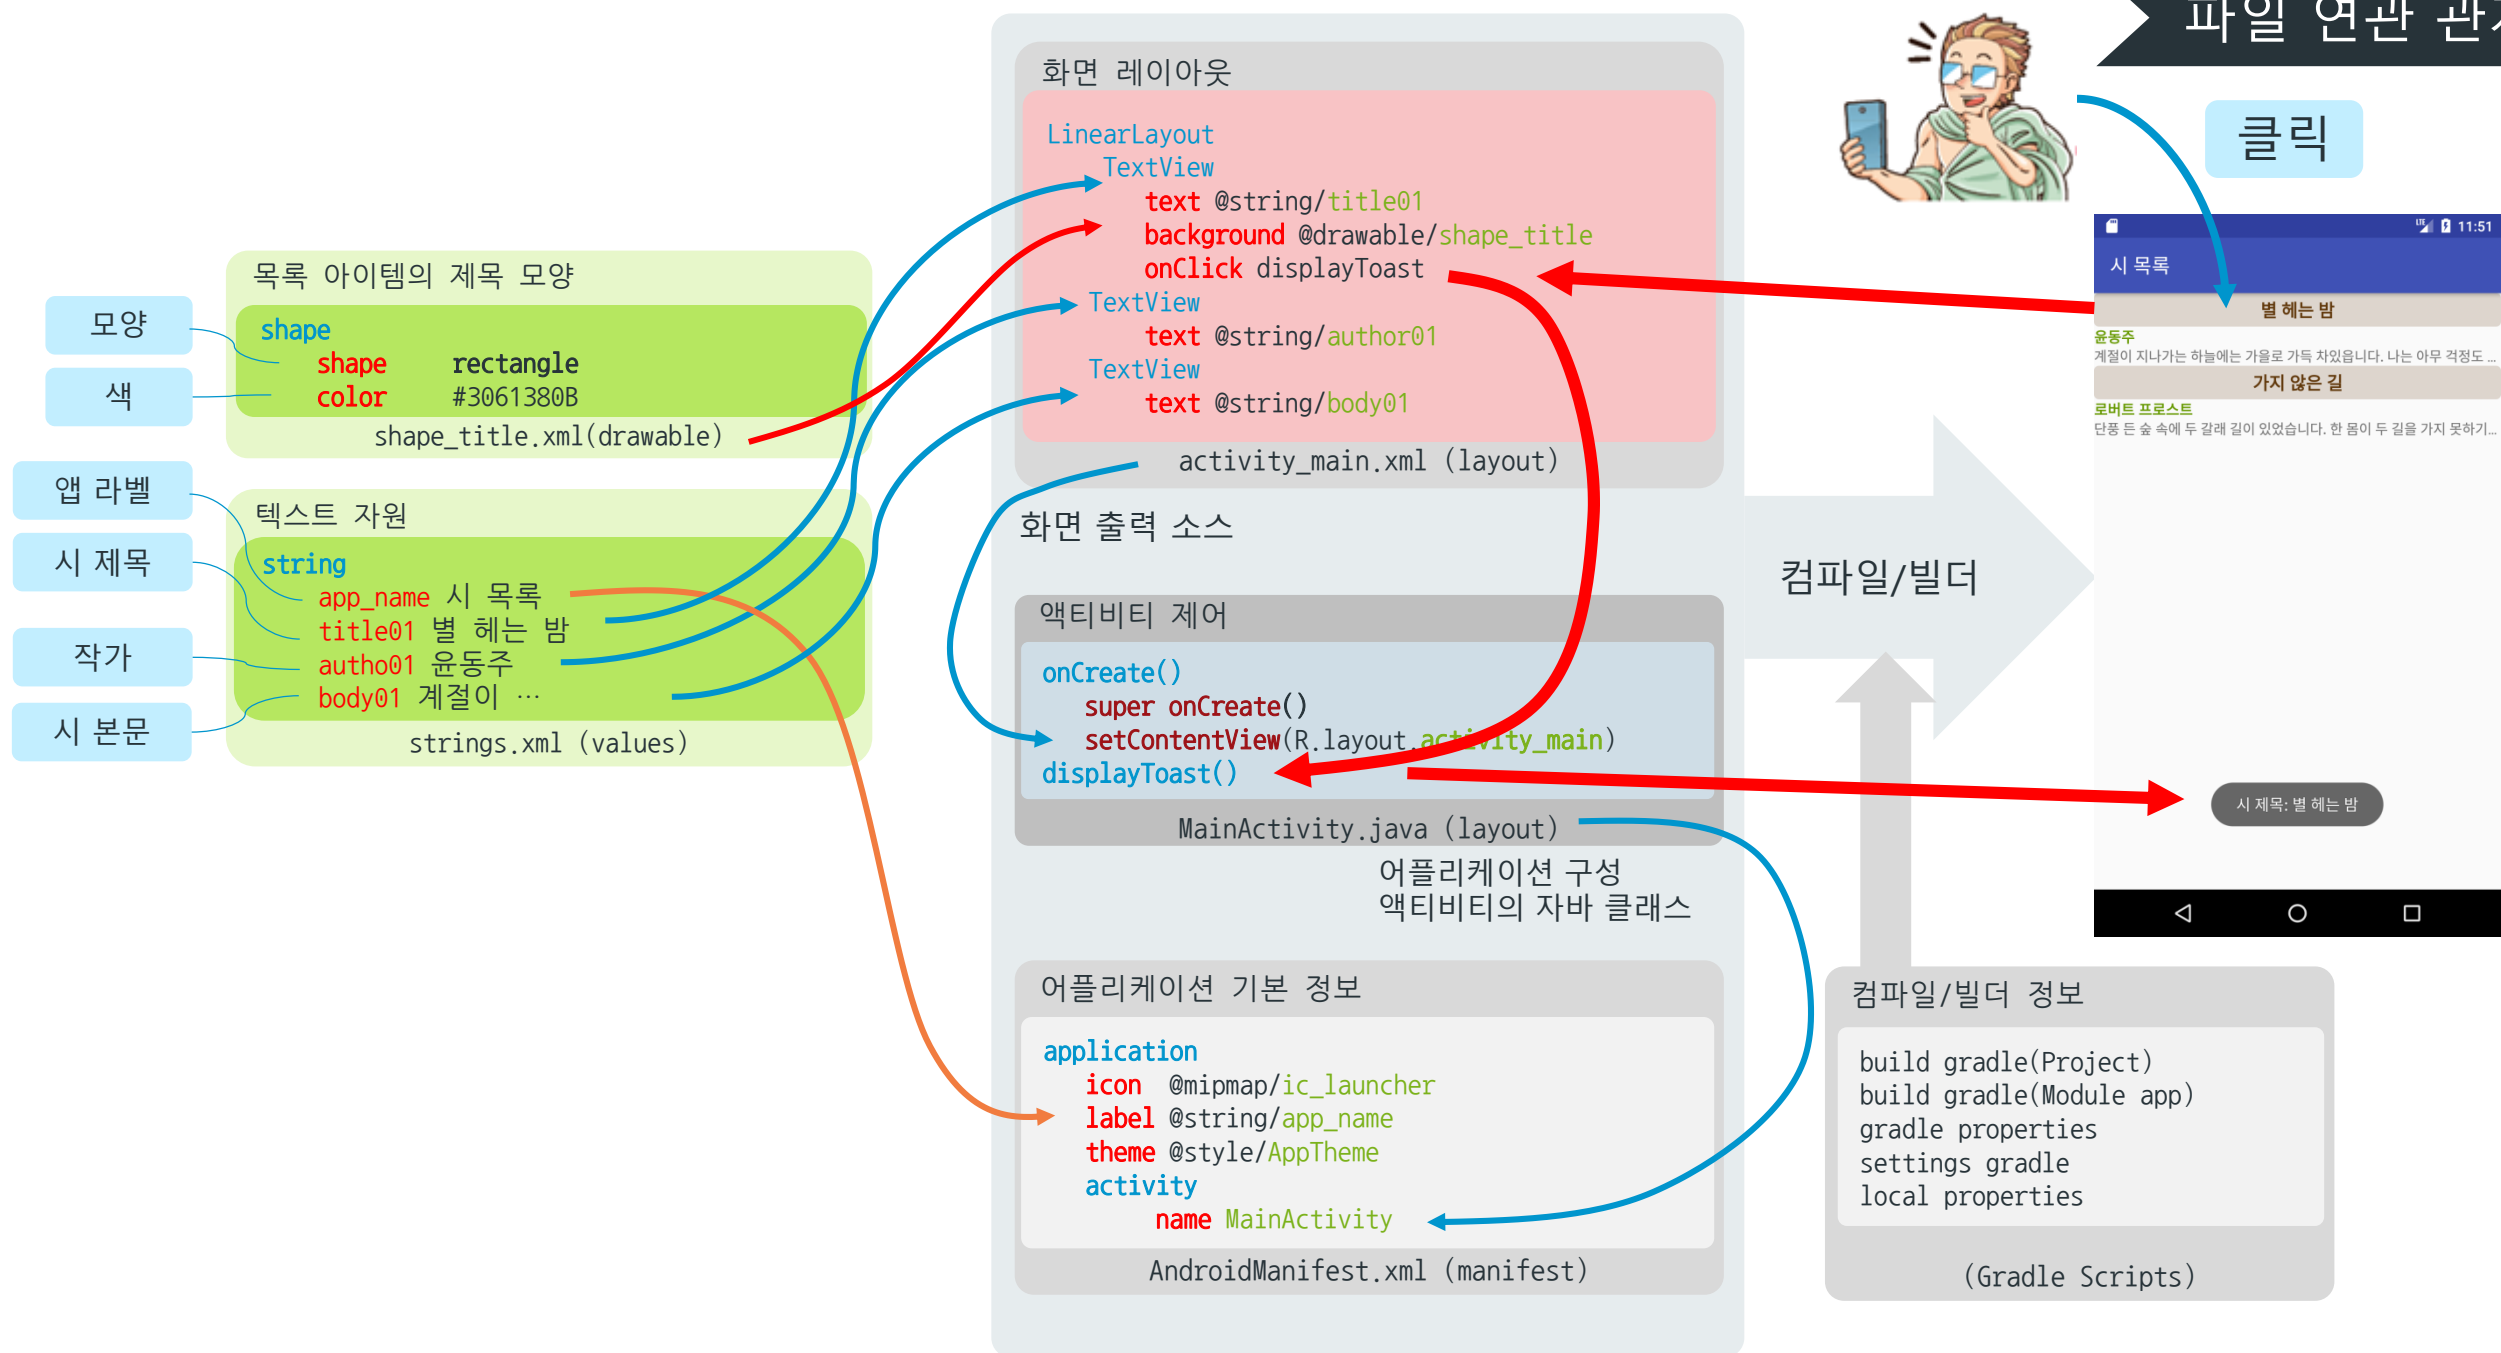 파일 연관
클릭
모양
색
앱 라벨
시 제목
작가
시 본문
목록 아이템의 제목 모양
shape
shape rectangle
color #3061380B
shape_title.xml(drawable)
텍스트 자원
string
app_name 시 목록
title01 별 헤는 밤
autho01 윤동주
body01 계절이 …
strings.xml (values)
화면 레이아웃
LinearLayout
TextView
text @string/title01
background @drawable/shape_title
onClick displayToast
TextView
text @string/author01
TextView
text @string/body01
activity_main.xml (layout)
화면 출력 소스
액티비티 제어
onCreate()
super onCreate()
setContentView(R.layout.activity_main)
displayToast()
MainActivity.java (layout)
어플리케이션 구성
액티비티의 자바 클래스
어플리케이션 기본 정보
application
icon @mipmap/ic_launcher
label @string/app_name
theme @style/AppTheme
activity
name MainActivity
AndroidManifest.xml (manifest)
컴파일/빌더
컴파일/빌더 정보
build gradle(Project)
build gradle(Module app)
gradle properties
settings gradle
local properties
(Gradle Scripts)
LTE 11:51
시 목록
별 헤는 밤
윤동주
계절이 지나가는 하늘에는 가을로 가득 차있읍니다. 나는 아무 걱정도 ...
가지 않은 길
로버트 프로스트
단풍 든 숲 속에 두 갈래 길이 있었습니다. 한 몸이 두 길을 가지 못하기...
시 제목: 별 헤는 밤